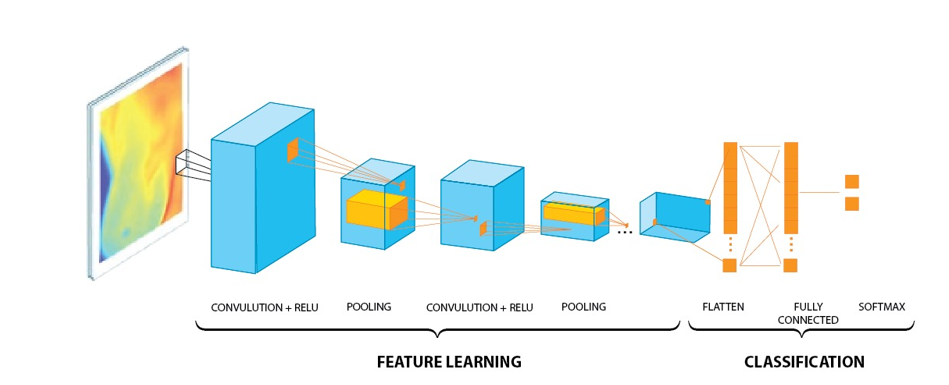 CONVULUTION + RELU
POOLING
CONVULUTION + RELU
POOLING
FLATTEN
FULLY
CONNECTED
SOFTMAX
FEATURE LEARNING
CLASSIFICATION